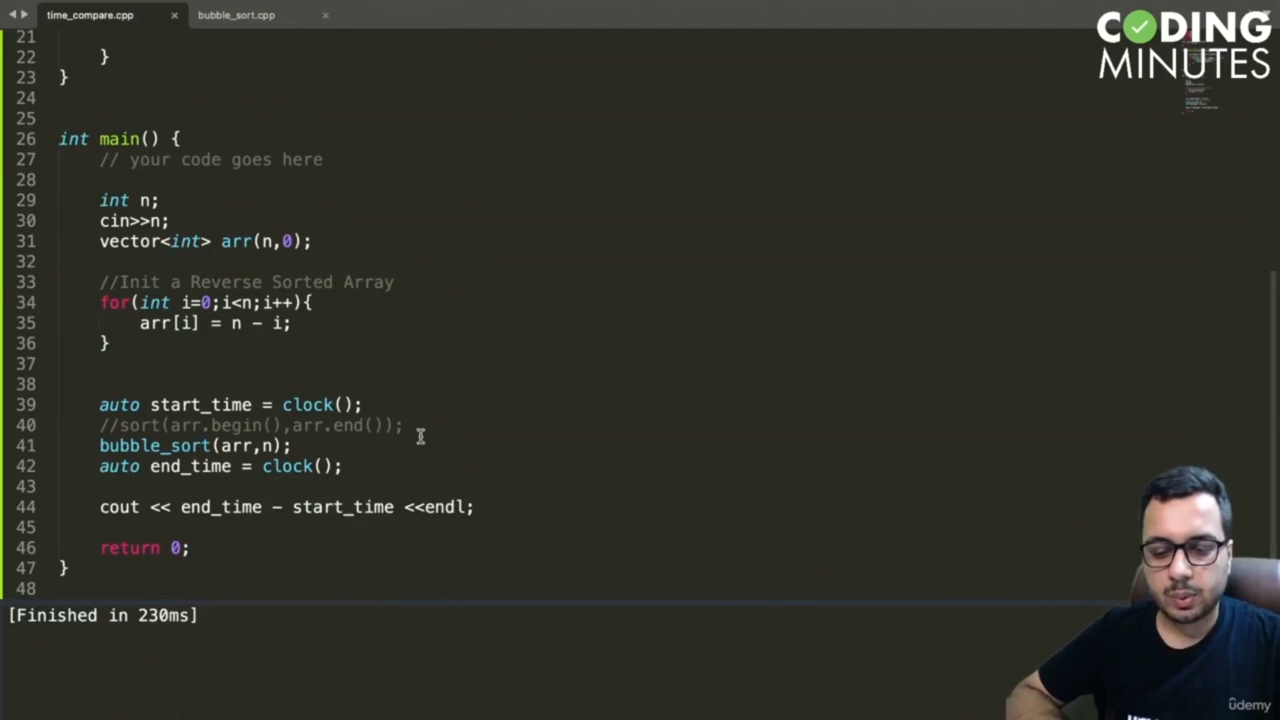 time_compare.cpp
bubble_sort.cpp
CODING
MINUTES
21
22 }
23 }
24
25
26 int main() {
27 // your code goes here
28
29 int n;
30 cin>>n;
31 vector<int> arr(n,0);
32
33 //Init a Reverse Sorted Array
34 for(int i=0;i<n;i++){
35 arr[i] = n - i;
36 }
37
38
39 auto start_time = clock();
40 //sort(arr.begin(),arr.end());
41 bubble_sort(arr,n);
42 auto end_time = clock();
43
44 cout << end_time - start_time <<endl;
45
46 return 0;
47 }
48
[Finished in 230ms]
ûdemy